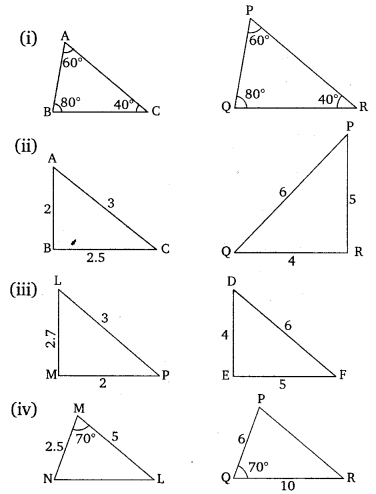 (i)
A
60°
B 80° 40° C
P
60°
Q 80° 40° R
(ii)
A
2
3
B
C
2.5
P
6
5
Q
R
4
(iii)
L
3
2.7
M
P
2
D
4
6
E
F
5
(iv)
M
2.5
70°
5
N
L
P
6
70°
Q
R
10